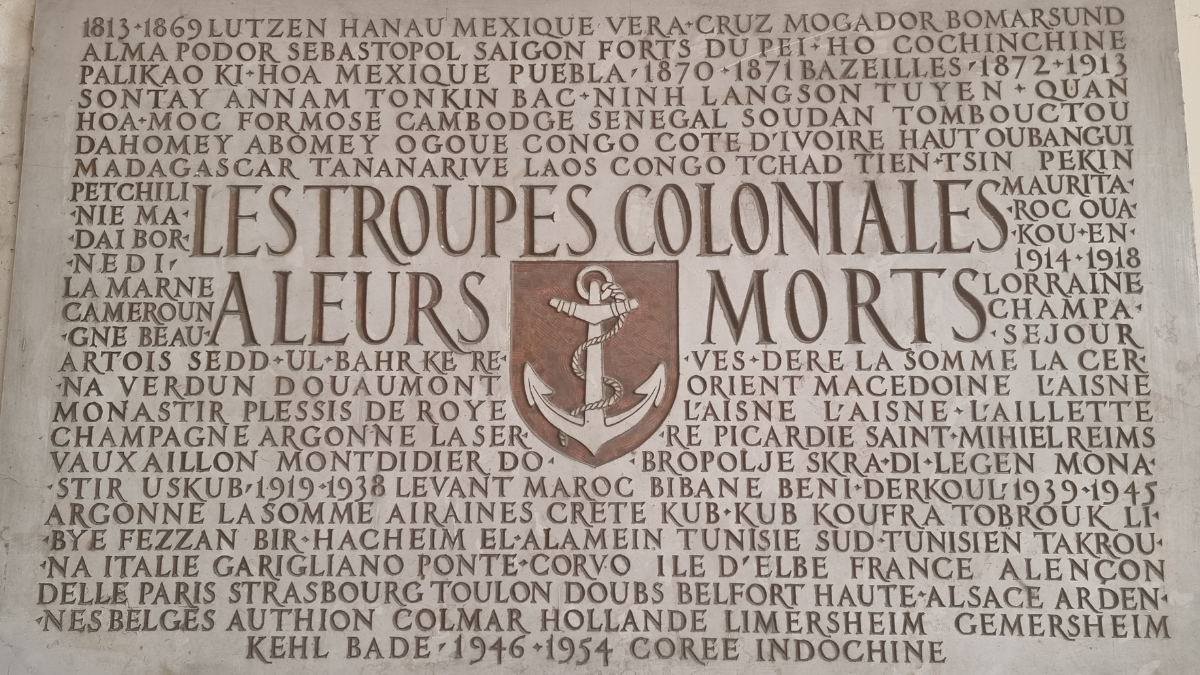 1813·1869 LUTZEN HANAU MEXIQUE VERA·CRUZ MOGADOR BOMARSUND
ALMA PODOR SEBASTOPOL SAIGON FORTS DU PEI·HO COCHINCHINE
PALIKAO KI·HOA MEXIQUE PUEBLA·1870·1871 BAZEILLES·1872·1913
SONTAY ANNAM TONKIN BAC·NINH LANGSON TUYEN·QUAN
HOA·MOC FORMOSE CAMBODGE SENEGAL SOUDAN TOMBOUCTOU
DAHOMEY ABOMEY OGOUE CONGO COTE D'IVOIRE HAUT OUBANGUI
MADAGASCAR TANANARIVE LAOS CONGO TCHAD TIEN·TSIN PEKIN
PETCHILI MAURITA·
·NIE MA· ·ROC OUA·
·DAI BOR· ·KOU·EN·
·NEDI· 1914·1918
LES TROUPES COLONIALES
LA MARNE LORRAINE
CAMEROUN CHAMPA·
·GNE BEAU· ·SEJOUR
A LEURS MORTS
ARTOIS SEDD·UL·BAHR KE RE· ·VES·DERE LA SOMME LA CER·
·NA VERDUN DOUAUMONT ORIENT MACEDOINE L'AISNE
MONASTIR PLESSIS DE ROYE L'AISNE L'AISNE·L'AILLETTE
CHAMPAGNE ARGONNE LA SER· ·RE PICARDIE SAINT·MIHIEL REIMS
VAUXAILLON MONTDIDIER DO· ·BROPOLJE SKRA·DI·LEGEN MONA·
·STIR USKUB·1919·1938 LEVANT MAROC BIBANE BENI·DERKOUL·1939·1945
ARGONNE LA SOMME AIRAINES CRETE KUB·KUB KOUFRA TOBROUK LI·
·BYE FEZZAN BIR·HACHEIM EL·ALAMEIN TUNISIE SUD·TUNISIEN TAKROU·
·NA ITALIE GARIGLIANO PONTE·CORVO ILE D'ELBE FRANCE ALENÇON
DELLE PARIS STRASBOURG TOULON DOUBS BELFORT HAUTE·ALSACE ARDEN·
·NES BELGES AUTHION COLMAR HOLLANDE LIMERSHEIM GEMERSHEIM
KEHL BADE·1946·1954 COREE INDOCHINE